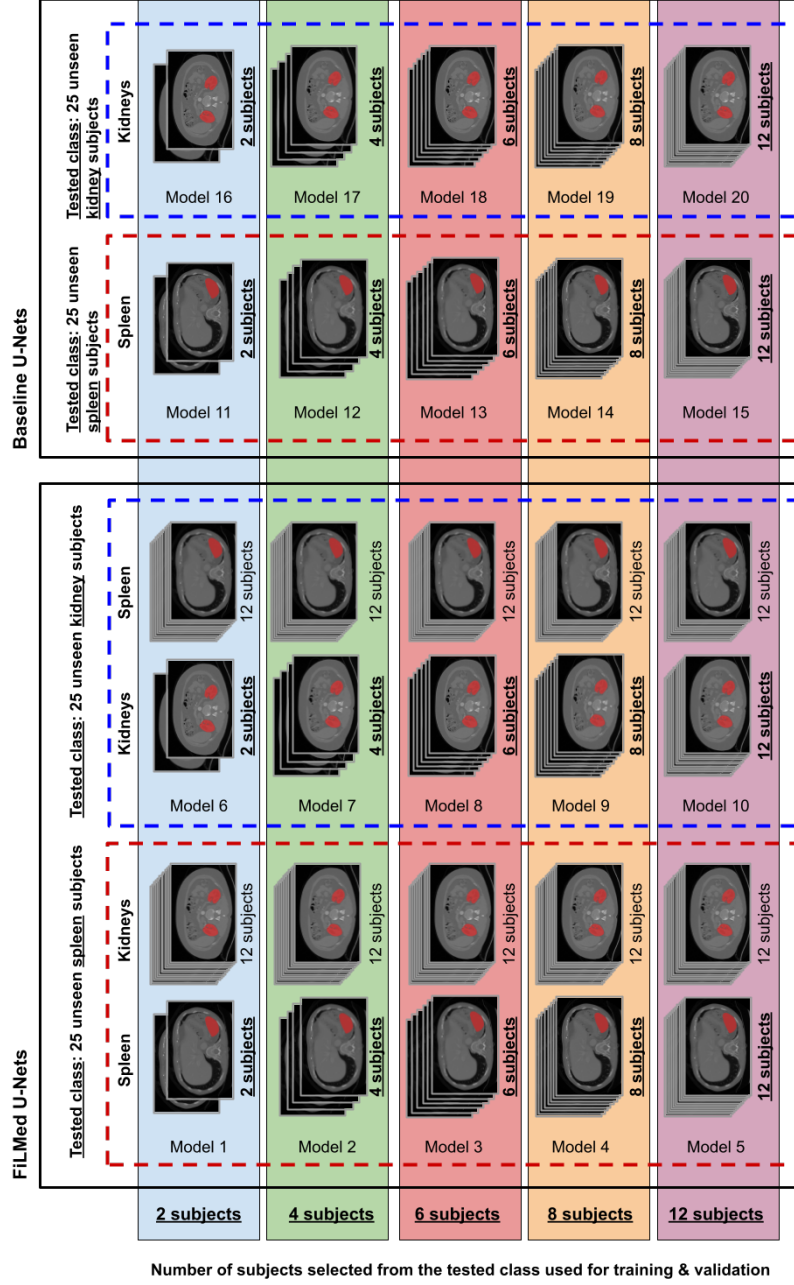 Baseline U-Nets
Tested class: 25 unseen
kidney subjects
Kidneys
2 subjects
4 subjects
6 subjects
8 subjects
12 subjects
Model 16
Model 17
Model 18
Model 19
Model 20
Tested class: 25 unseen
spleen subjects
Spleen
2 subjects
4 subjects
6 subjects
8 subjects
12 subjects
Model 11
Model 12
Model 13
Model 14
Model 15
FiLMed U-Nets
Tested class: 25 unseen kidney subjects
Spleen
12 subjects
12 subjects
12 subjects
12 subjects
12 subjects
Kidneys
2 subjects
4 subjects
6 subjects
8 subjects
12 subjects
Model 6
Model 7
Model 8
Model 9
Model 10
Tested class: 25 unseen spleen subjects
Kidneys
12 subjects
12 subjects
12 subjects
12 subjects
12 subjects
Spleen
2 subjects
4 subjects
6 subjects
8 subjects
12 subjects
Model 1
Model 2
Model 3
Model 4
Model 5
2 subjects
4 subjects
6 subjects
8 subjects
12 subjects
Number of subjects selected from the tested class used for training & validation